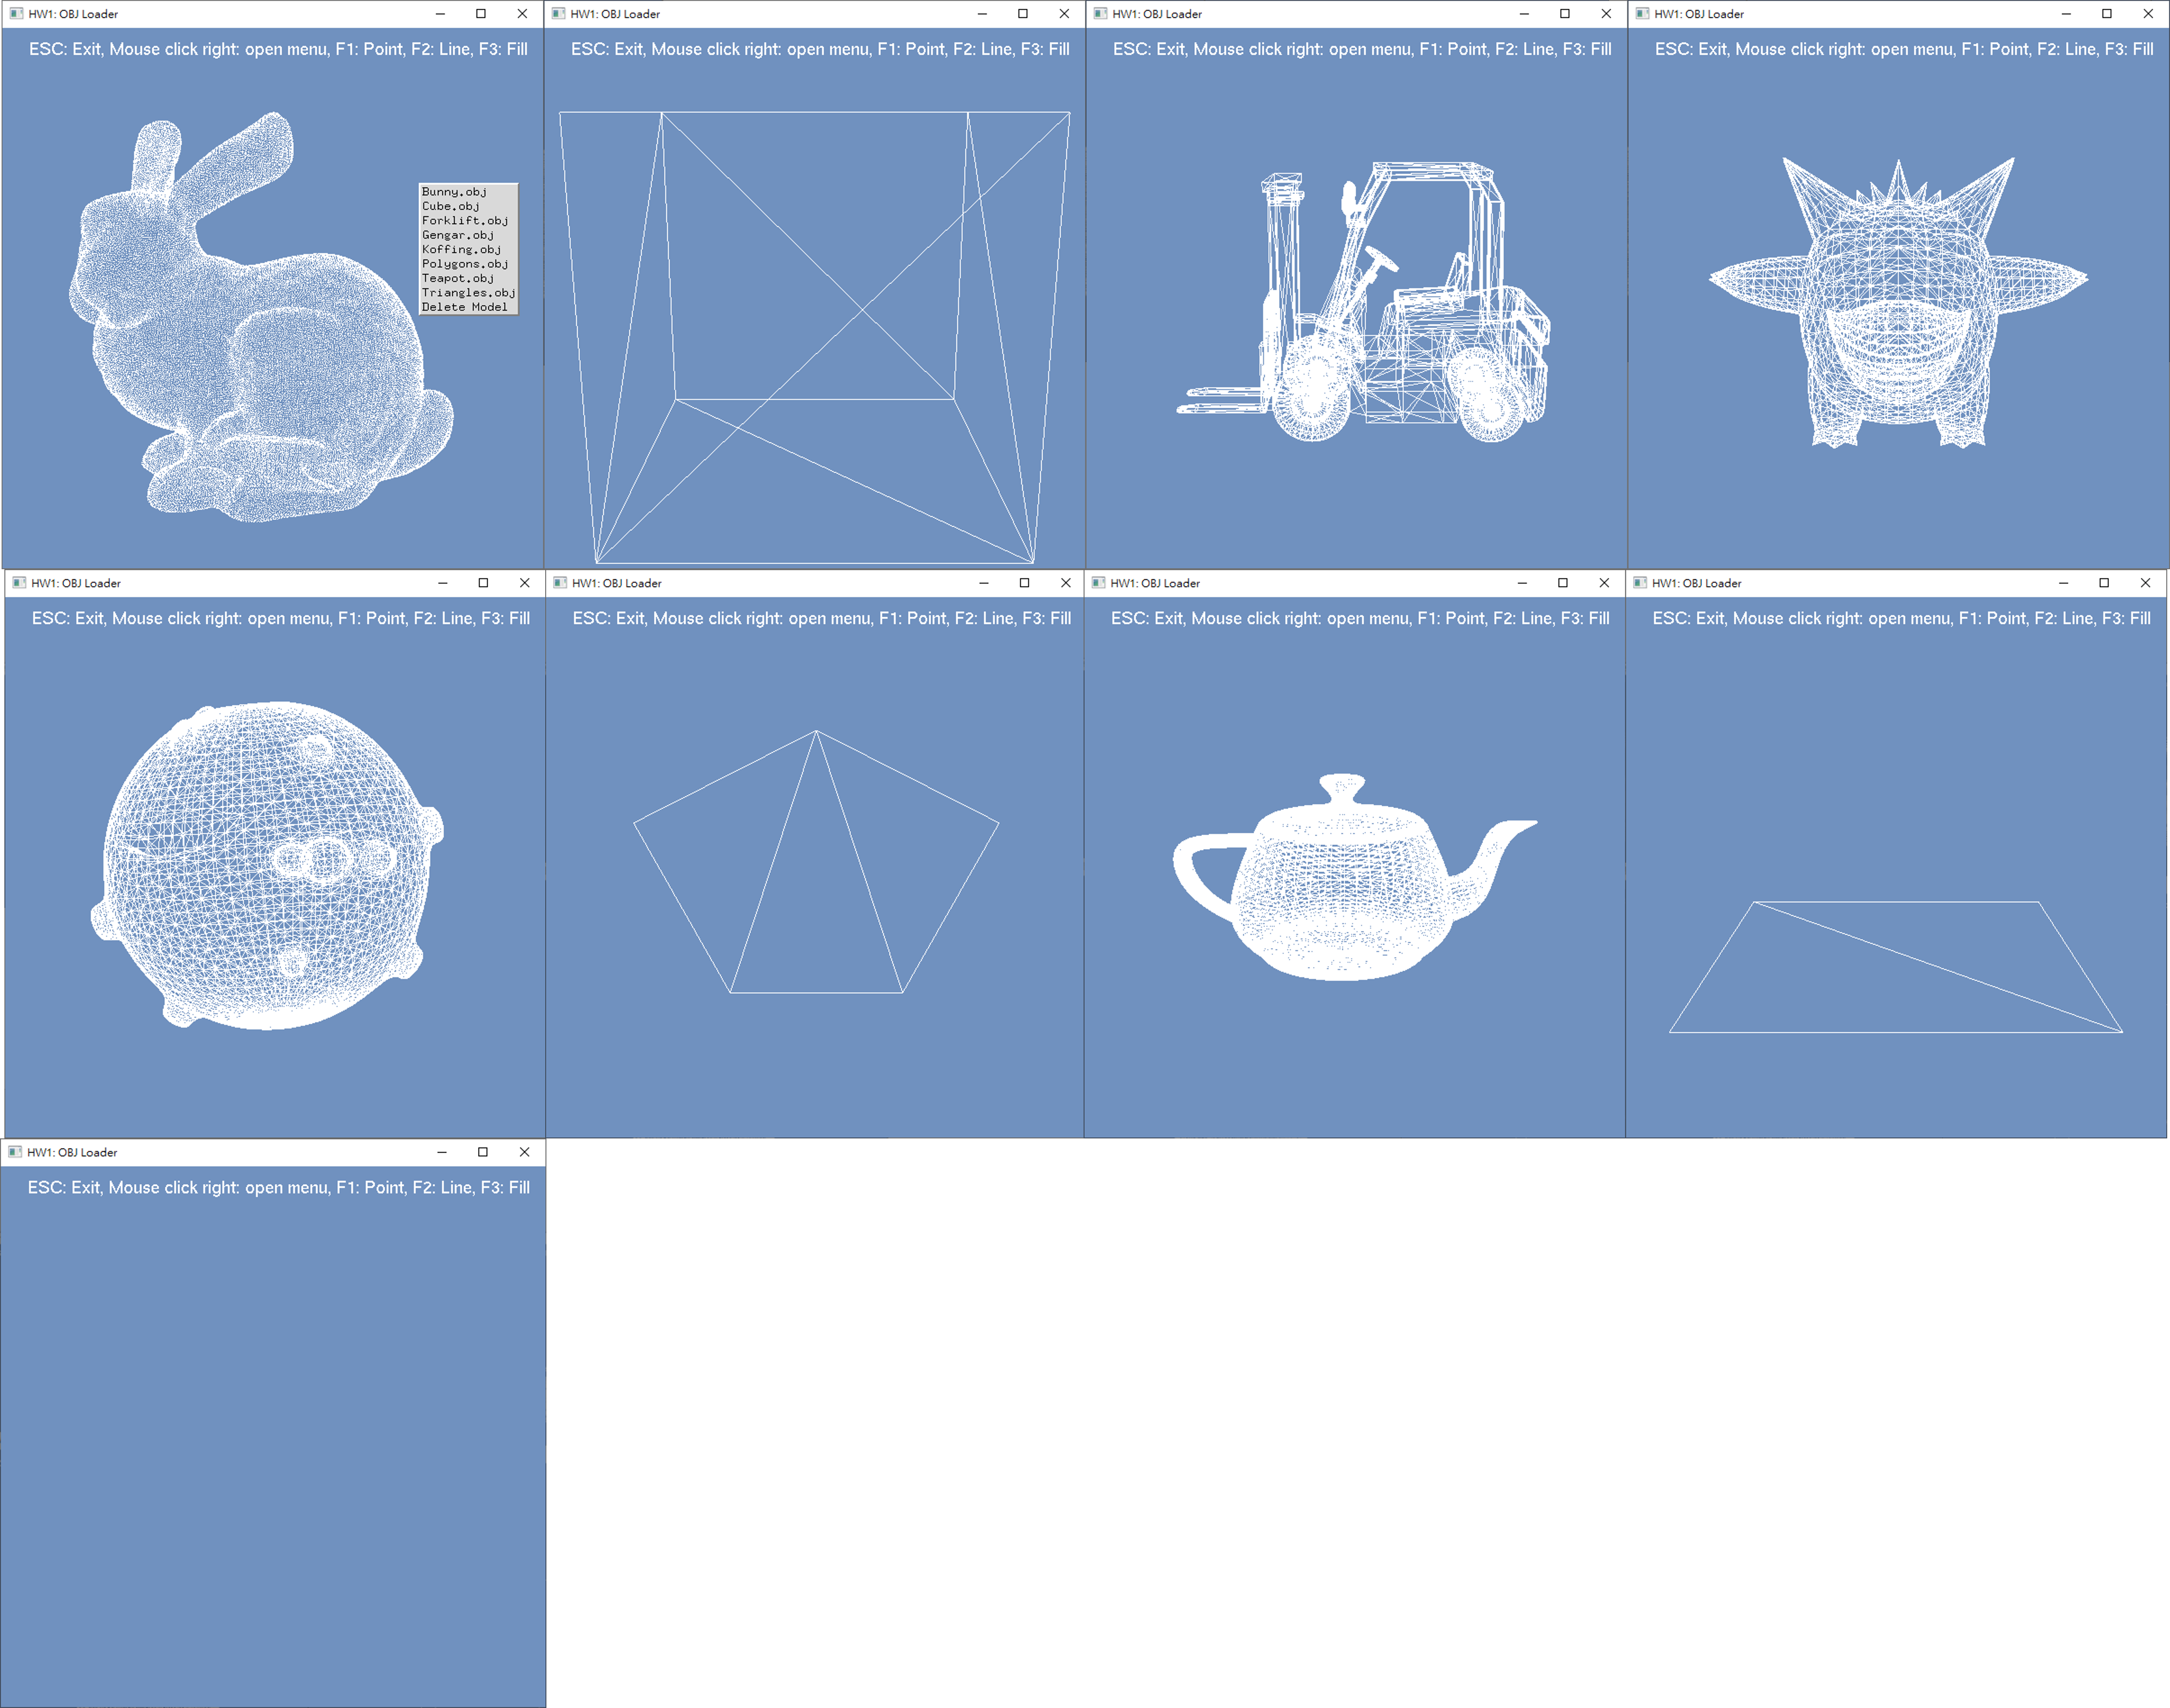 HW1: OBJ Loader
ESC: Exit, Mouse click right: open menu, F1: Point, F2: Line, F3: Fill
Bunny.obj
Cube.obj
Forklift.obj
Gengar.obj
Koffing.obj
Polygons.obj
Teapot.obj
Triangles.obj
Delete Model
HW1: OBJ Loader
ESC: Exit, Mouse click right: open menu, F1: Point, F2: Line, F3: Fill
HW1: OBJ Loader
ESC: Exit, Mouse click right: open menu, F1: Point, F2: Line, F3: Fill
HW1: OBJ Loader
ESC: Exit, Mouse click right: open menu, F1: Point, F2: Line, F3: Fill
HW1: OBJ Loader
ESC: Exit, Mouse click right: open menu, F1: Point, F2: Line, F3: Fill
HW1: OBJ Loader
ESC: Exit, Mouse click right: open menu, F1: Point, F2: Line, F3: Fill
HW1: OBJ Loader
ESC: Exit, Mouse click right: open menu, F1: Point, F2: Line, F3: Fill
HW1: OBJ Loader
ESC: Exit, Mouse click right: open menu, F1: Point, F2: Line, F3: Fill
HW1: OBJ Loader
ESC: Exit, Mouse click right: open menu, F1: Point, F2: Line, F3: Fill